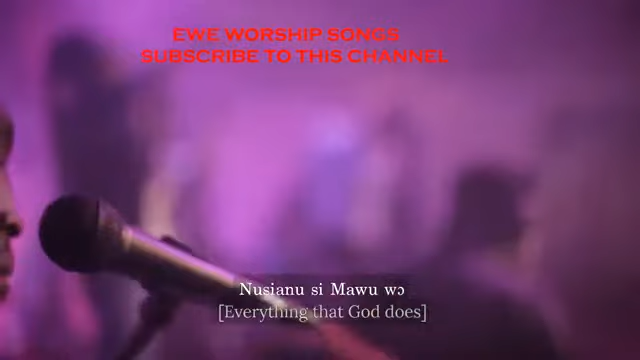 EWE WORSHIP SONGS
SUBSCRIBE TO THIS CHANNEL
Nusianu si Mawu wɔ
[Everything that God does]